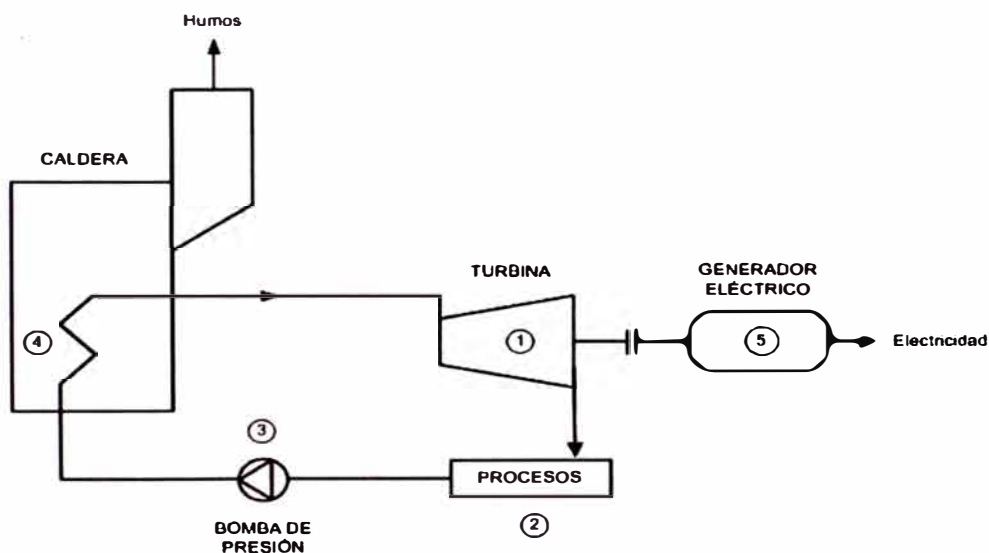 Humos
CALDERA
TURBINA
GENERADOR
ELÉCTRICO
4
1
5
Electricidad
3
PROCESOS
BOMBA DE
PRESIÓN
2